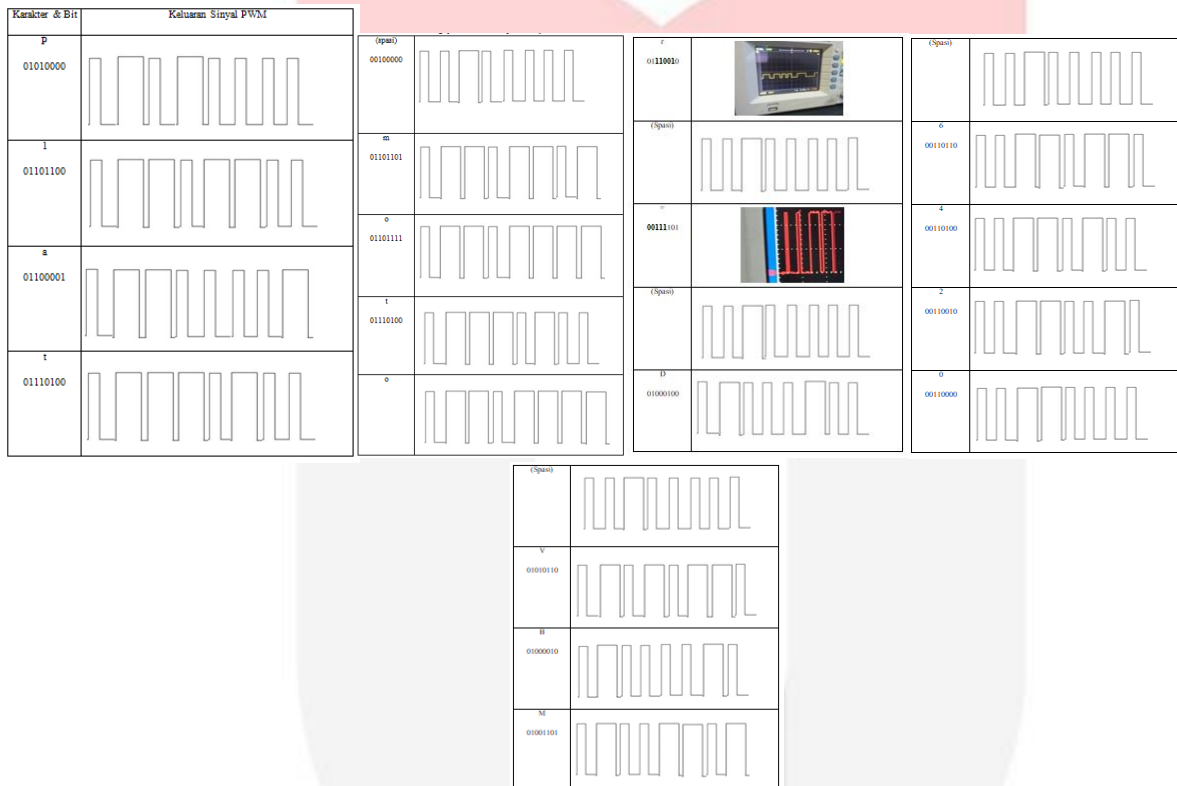 Karakter & Bit Keluaran Sinyal PWM
P
01010000
l
01101100
a
01100001
t
01110100
(spasi)
00100000
m
01101101
o
01101111
t
01110100
o
r
01110010
(Spasi)
=
00111101
(Spasi)
D
01000100
(Spasi)
6
00110110
4
00110100
2
00110010
0
00110000
(Spasi)
V
01010110
B
01000010
M
01001101